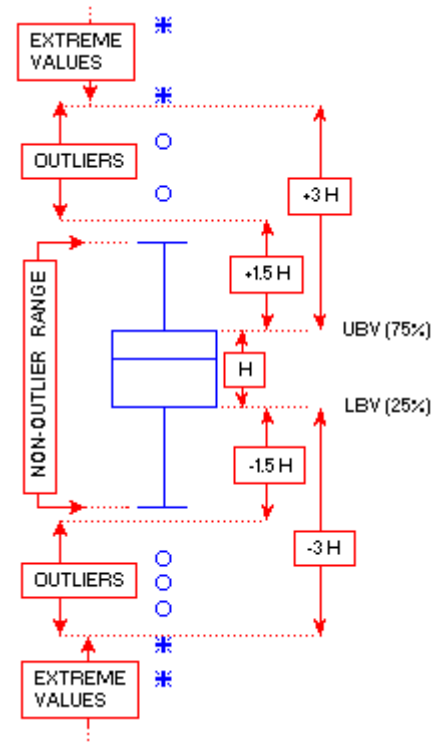 EXTREME
VALUES
OUTLIERS
+3 H
+1.5 H
NON-OUTLIER RANGE
UBV (75%)
H
LBV (25%)
-1.5 H
-3 H
OUTLIERS
EXTREME
VALUES